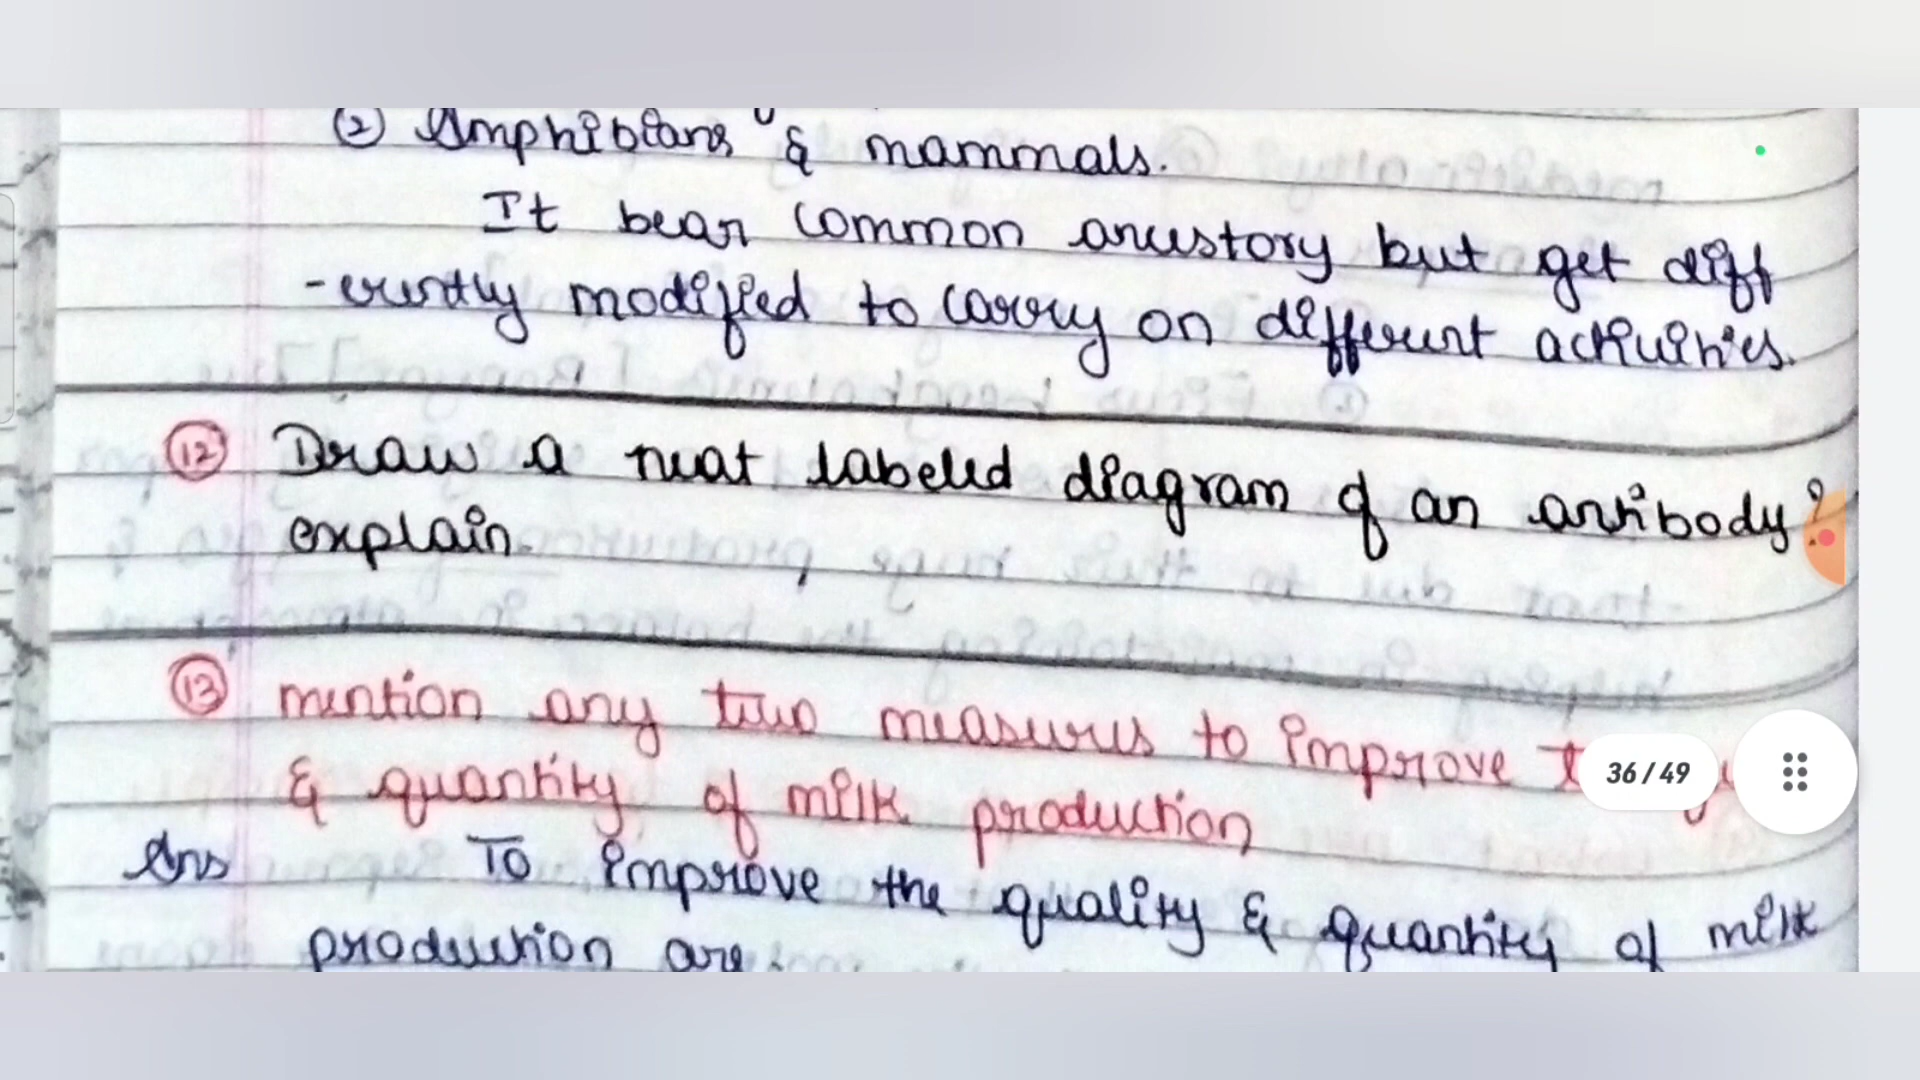 (2) Amphibians & mammals.
It bear common ancestory but get diff
-erently modified to carry on different activities.
(12) Draw a neat labeled diagram of an antibody?
explain.
(13) mention any two measures to improve
& quantity of milk production
36 / 49
Ans To improve the quality & quantity of milk
production are